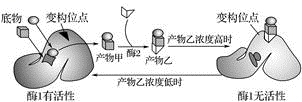 底物
变构位点
产物甲
酶2
产物乙
产物乙浓度高时
变构位点
产物乙浓度低时
酶1有活性
酶1无活性